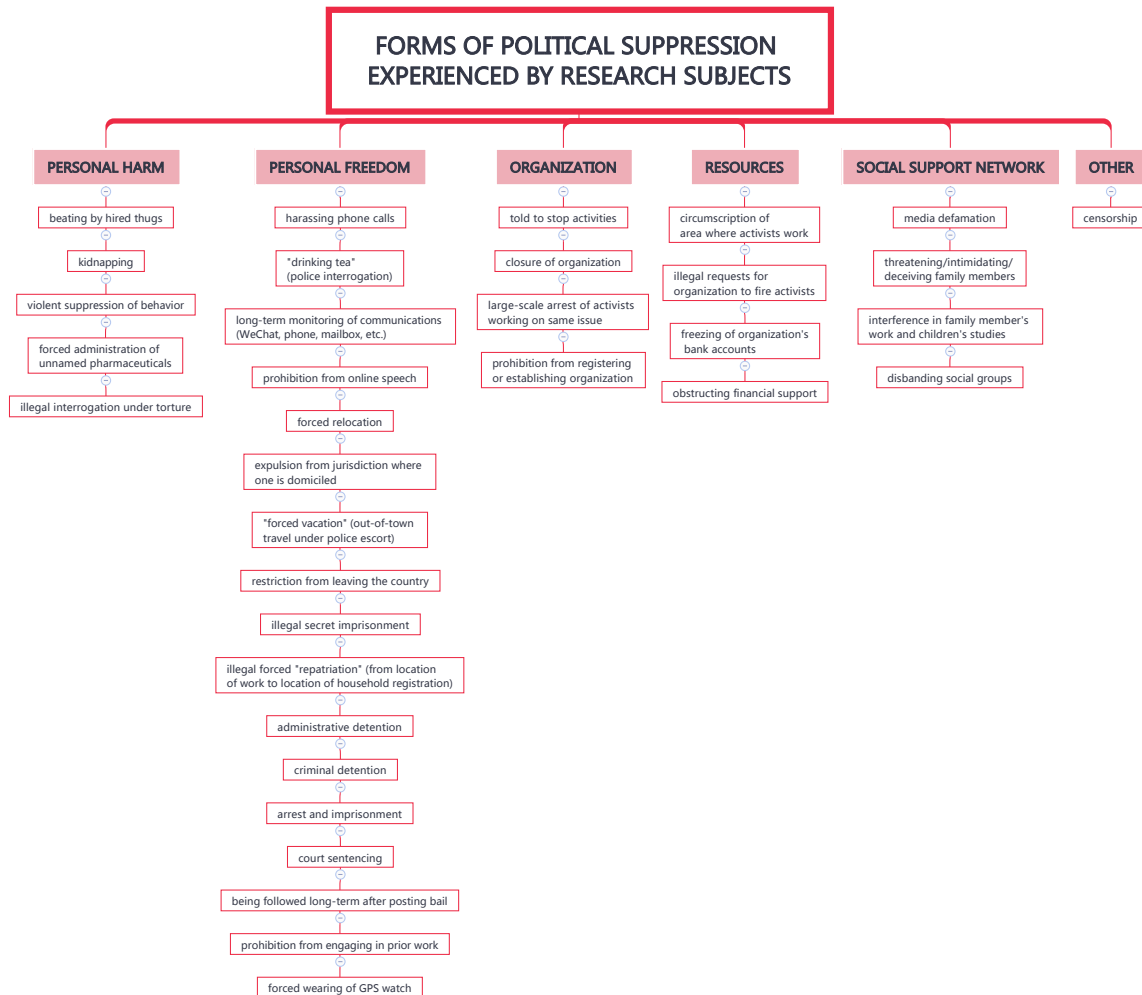 FORMS OF POLITICAL SUPPRESSION
EXPERIENCED BY RESEARCH SUBJECTS
PERSONAL HARM
beating by hired thugs
kidnapping
violent suppression of behavior
forced administration of
unnamed pharmaceuticals
illegal interrogation under torture
PERSONAL FREEDOM
harassing phone calls
"drinking tea"
(police interrogation)
long-term monitoring of communications
(WeChat, phone, mailbox, etc.)
prohibition from online speech
forced relocation
expulsion from jurisdiction where
one is domiciled
"forced vacation" (out-of-town
travel under police escort)
restriction from leaving the country
illegal secret imprisonment
illegal forced "repatriation" (from location
of work to location of household registration)
administrative detention
criminal detention
arrest and imprisonment
court sentencing
being followed long-term after posting bail
prohibition from engaging in prior work
forced wearing of GPS watch
ORGANIZATION
told to stop activities
closure of organization
large-scale arrest of activists
working on same issue
prohibition from registering
or establishing organization
RESOURCES
circumscription of
area where activists work
illegal requests for
organization to fire activists
freezing of organization's
bank accounts
obstructing financial support
SOCIAL SUPPORT NETWORK
media defamation
threatening/intimidating/
deceiving family members
interference in family member's
work and children's studies
disbanding social groups
OTHER
censorship